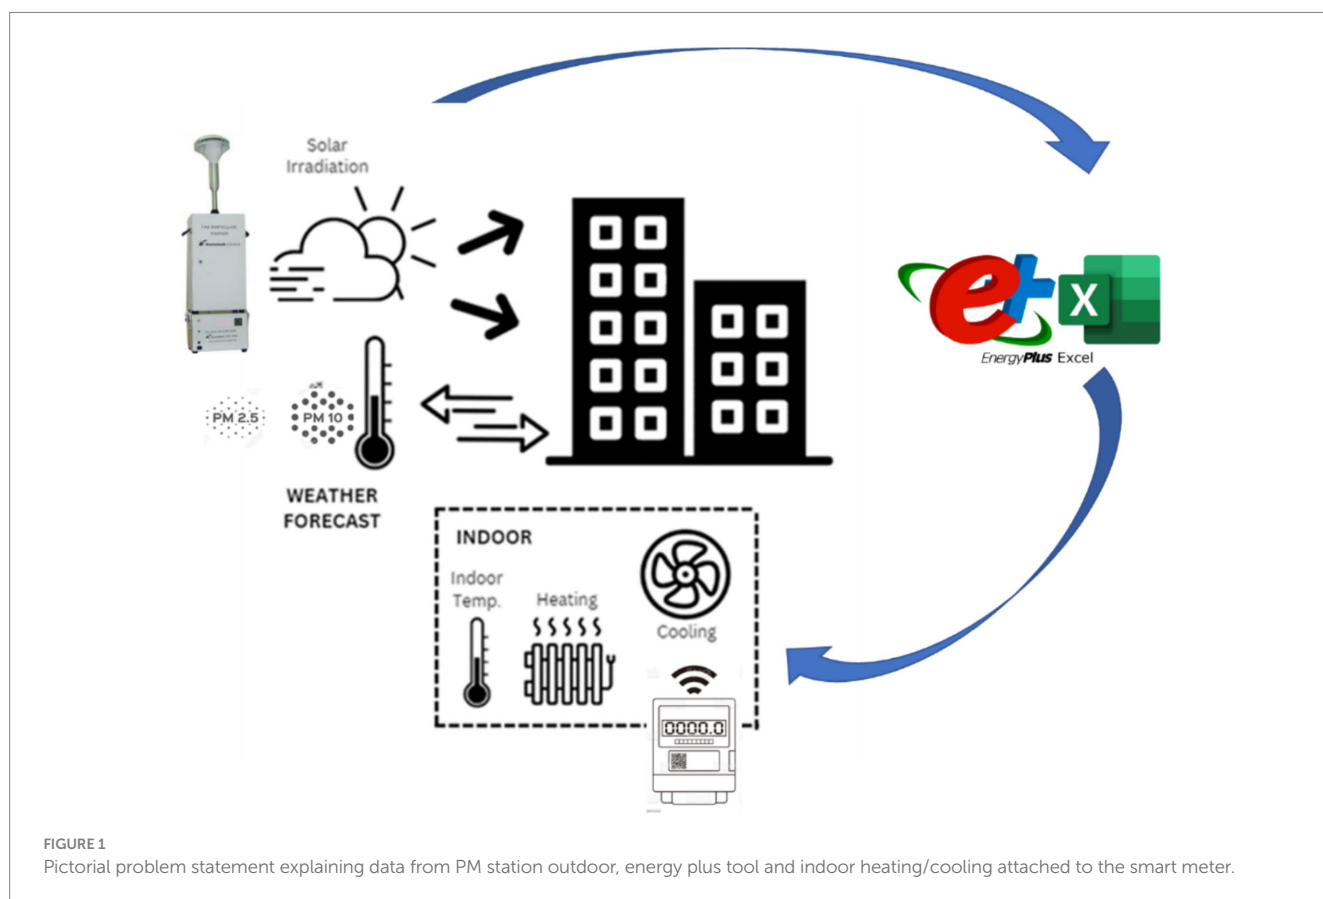 Solar
Irradiation
PM 2.5
PM 10
WEATHER
FORECAST
INDOOR
Indoor
Temp.
Heating
Cooling
0000.0
e+
X
EnergyPlus Excel
FIGURE 1
Pictorial problem statement explaining data from PM station outdoor, energy plus tool and indoor heating/cooling attached to the smart meter.